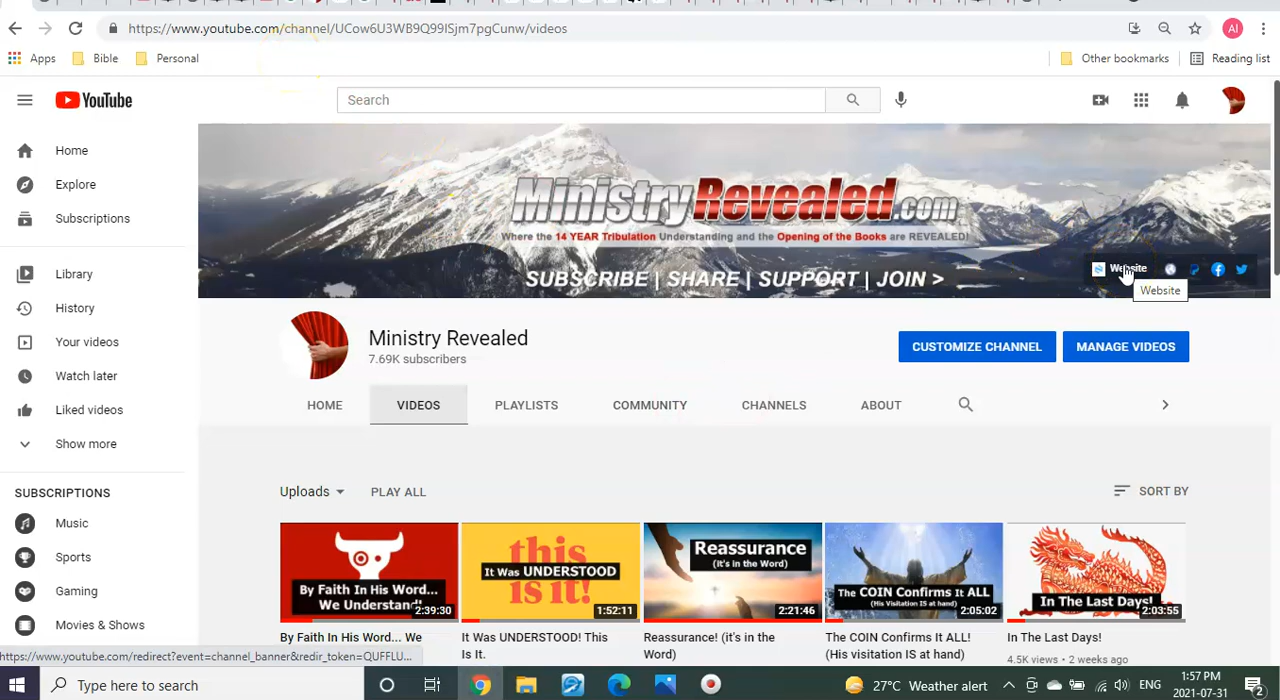 https://www.youtube.com/channel/UCow6U3WB9Q99ISjm7pgCunw/videos
AI
Apps Bible Personal Other bookmarks Reading list
YouTube
Search
Home
Explore
Subscriptions
Library
History
Your videos
Watch later
Liked videos
Show more
SUBSCRIPTIONS
Music
Sports
Gaming
Movies & Shows
MinistryRevealed.com
Where the 14 YEAR Tribulation Understanding and the Opening of the Books are REVEALED!
SUBSCRIBE | SHARE | SUPPORT | JOIN >
Website
Website
Ministry Revealed
7.69K subscribers
CUSTOMIZE CHANNEL MANAGE VIDEOS
HOME VIDEOS PLAYLISTS COMMUNITY CHANNELS ABOUT
Uploads PLAY ALL SORT BY
By Faith In His Word...
We Understand!
2:39:30
By Faith In His Word... We
this
It Was UNDERSTOOD
is it!
1:52:11
It Was UNDERSTOOD! This
Is It.
Reassurance
(it's in the Word)
2:21:46
Reassurance! (it's in the
Word)
The COIN Confirms It ALL
(His Visitation IS at hand)
2:05:02
The COIN Confirms It ALL!
(His visitation IS at hand)
In The Last Days!
2:03:55
In The Last Days!
4.5K views • 2 weeks ago
https://www.youtube.com/redirect?event=channel_banner&redir_token=QUFFLU...
Type here to search
27°C Weather alert
ENG
1:57 PM
2021-07-31
2